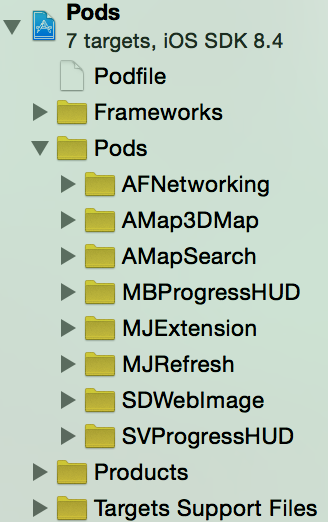 Pods
7 targets, iOS SDK 8.4
Podfile
Frameworks
Pods
AFNetworking
AMap3DMap
AMapSearch
MBProgressHUD
MJExtension
MJRefresh
SDWebImage
SVProgressHUD
Products
Targets Support Files